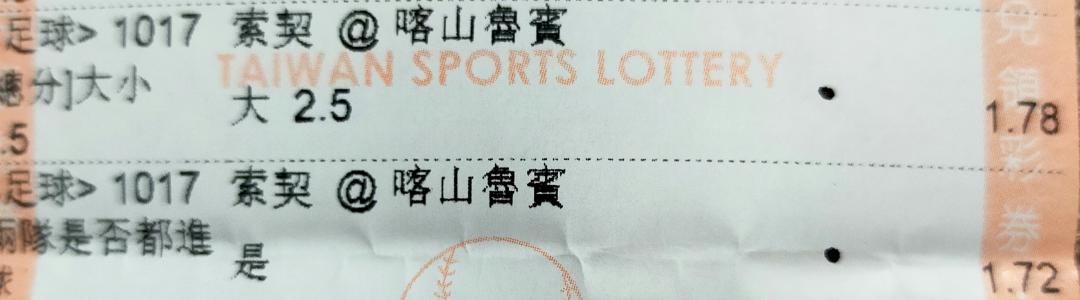 足球> 1017 索契 @ 喀山魯賓
TAIWAN SPORTS LOTTERY
總分]大小 大 2.5 1.78
.5
足球> 1017 索契 @ 喀山魯賓
兩隊是否都進 是 1.72
球
兌領彩券